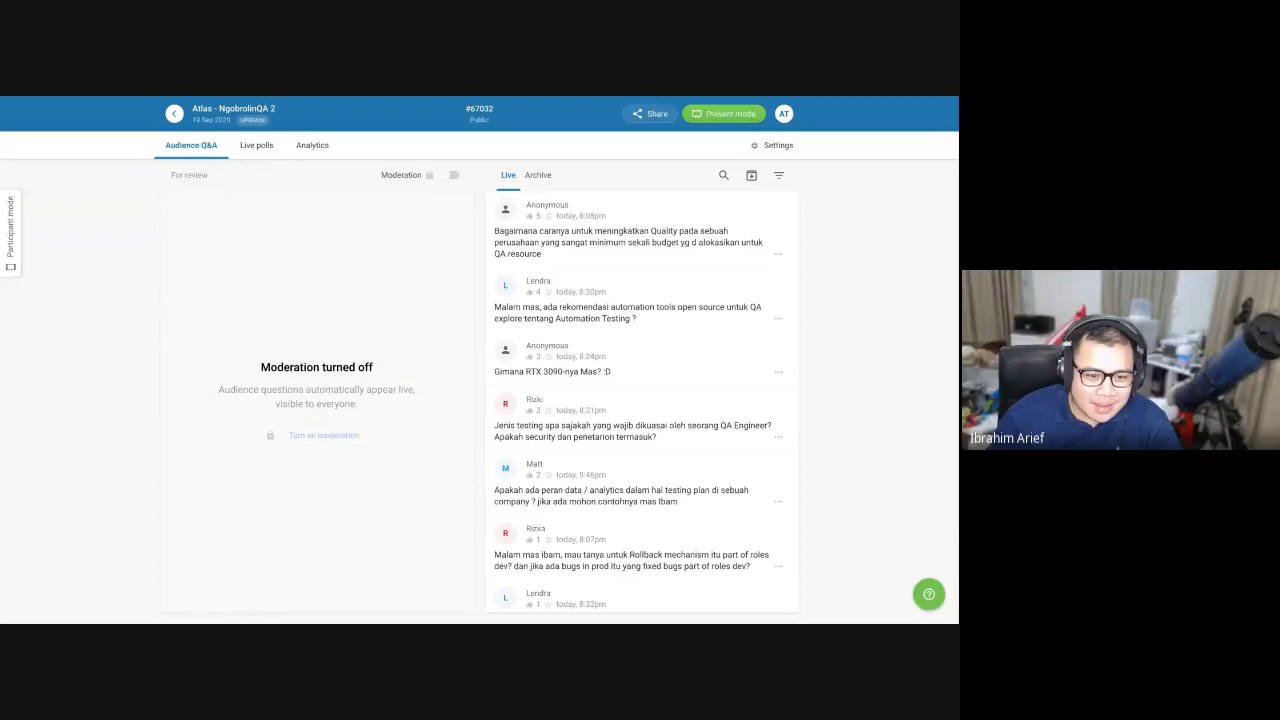 Atlas - NgobrolinQA 2
19 Sep 2020 UPGRADE
#67032
Public
Share
Present mode
AT
Audience Q&A
Live polls
Analytics
Settings
Participant mode
For review
Moderation
Moderation turned off
Audience questions automatically appear live,
visible to everyone.
Turn on moderation
Live
Archive
Anonymous
5 today, 8:08pm
Bagaimana caranya untuk meningkatkan Quality pada sebuah
perusahaan yang sangat minimum sekali budget yg d alokasikan untuk
QA resource
L
Lendra
4 today, 8:30pm
Malam mas, ada rekomendasi automation tools open source untuk QA
explore tentang Automation Testing ?
Anonymous
3 today, 8:24pm
Gimana RTX 3090-nya Mas? :D
R
Rizki
3 today, 8:31pm
Jenis testing apa sajakah yang wajib dikuasai oleh seorang QA Engineer?
Apakah security dan penetarion termasuk?
M
Matt
2 today, 8:46pm
Apakah ada peran data / analytics dalam hal testing plan di sebuah
company ? jika ada mohon contohnya mas Ibam
R
Rizka
1 today, 8:07pm
Malam mas ibam, mau tanya untuk Rollback mechanism itu part of roles
dev? dan jika ada bugs in prod itu yang fixed bugs part of roles dev?
L
Lendra
1 today, 8:32pm
Ibrahim Arief